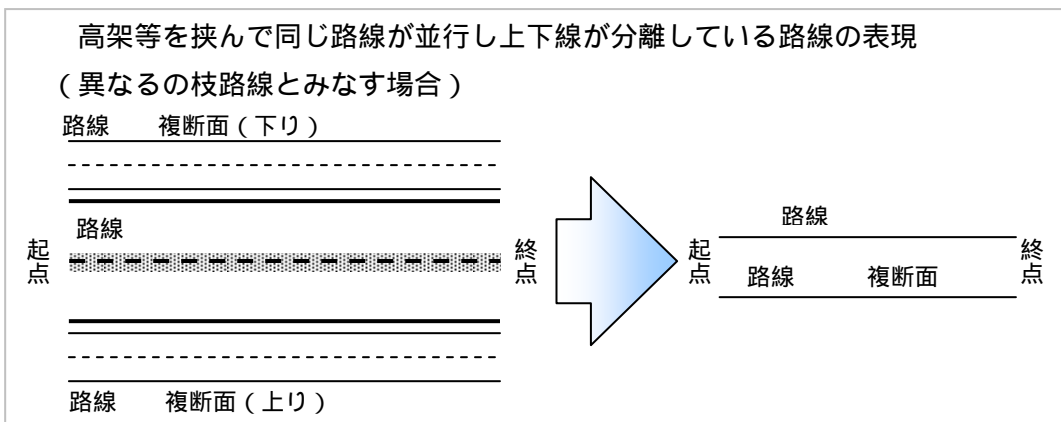 高架等を挟んで同じ路線が並行し上下線が分離している路線の表現
(異なるの枝路線とみなす場合)
路線 複断面(下り)
路線
起点
終点
路線 複断面(上り)
路線
起点
終点
路線 複断面